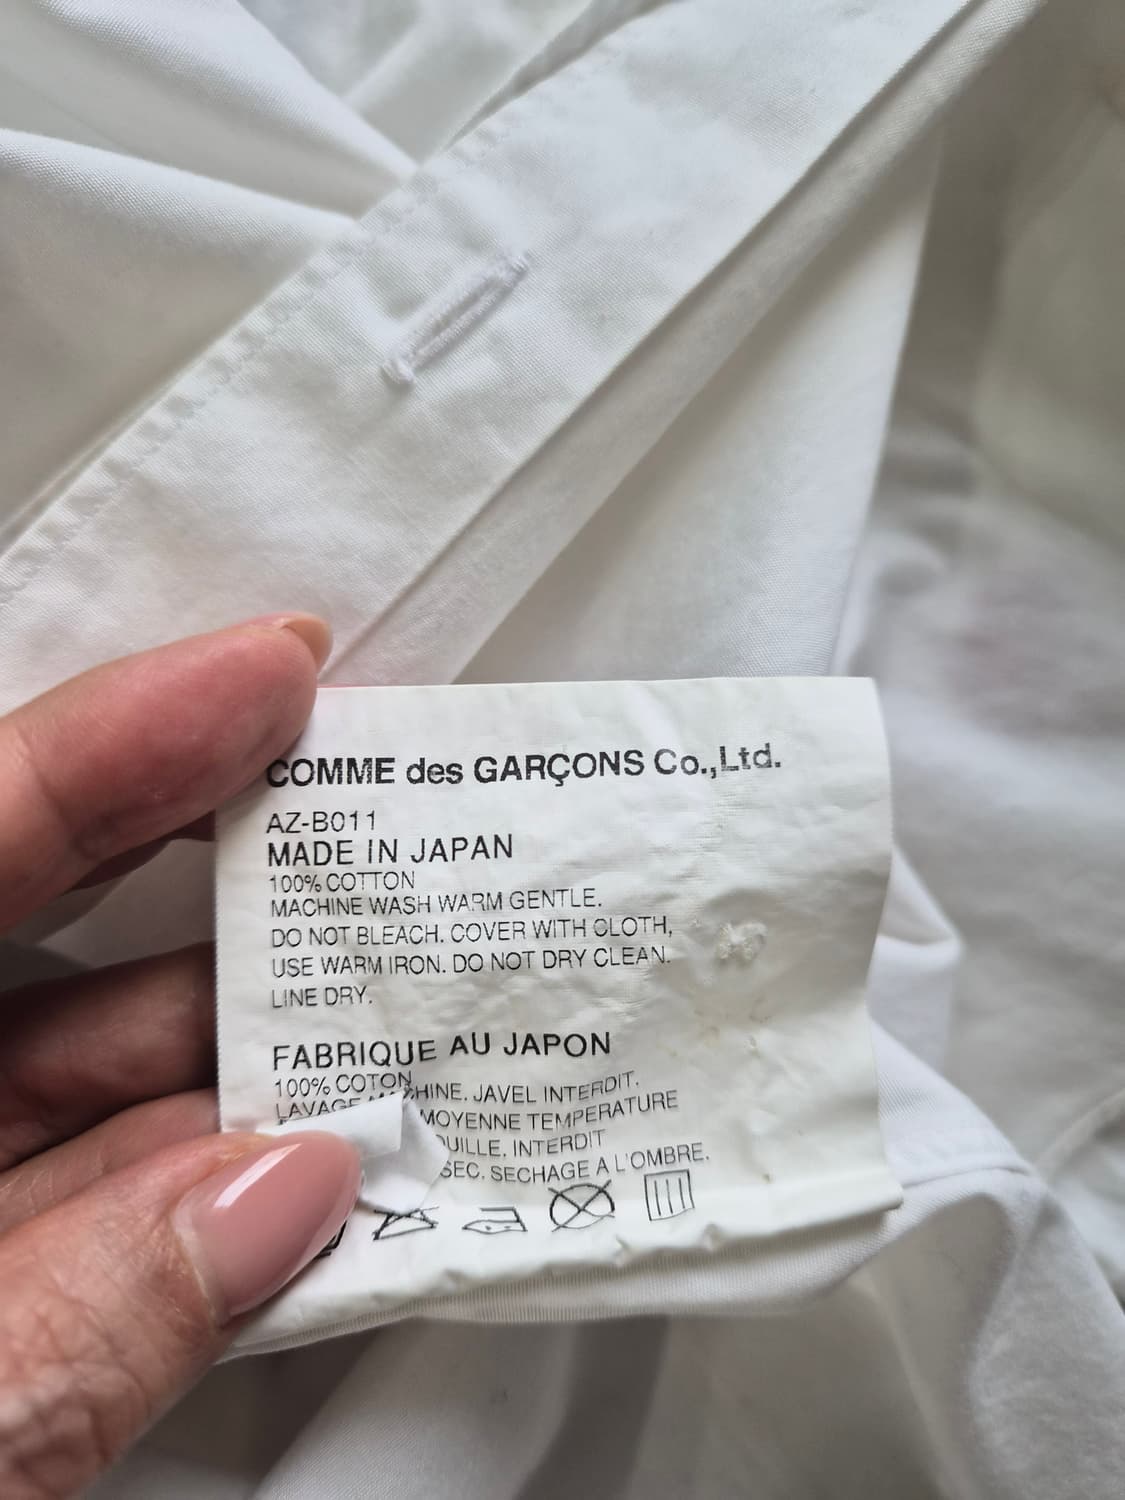 COMME des GARÇONS Co.,Ltd.
AZ-B011
MADE IN JAPAN
100% COTTON
MACHINE WASH WARM GENTLE.
DO NOT BLEACH. COVER WITH CLOTH,
USE WARM IRON. DO NOT DRY CLEAN.
LINE DRY.
FABRIQUE AU JAPON
100% COTON
LAVAGE JAVEL INTERDIT.
MOYENNE TEMPERATURE
INTERDIT
SEC. SECHAGE A L'OMBRE.